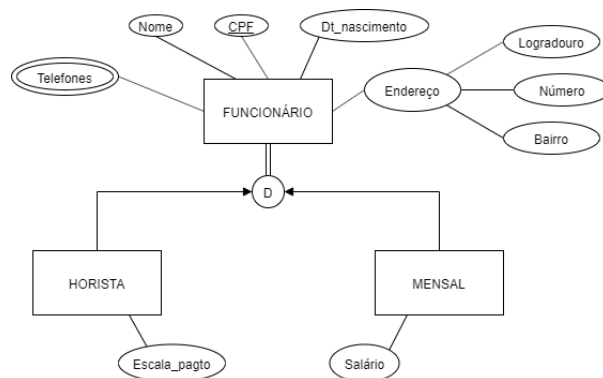 Nome
CPF
Dt_nascimento
Logradouro
Telefones
Endereço
Número
FUNCIONÁRIO
Bairro
D
HORISTA
MENSAL
Escala_pagto
Salário